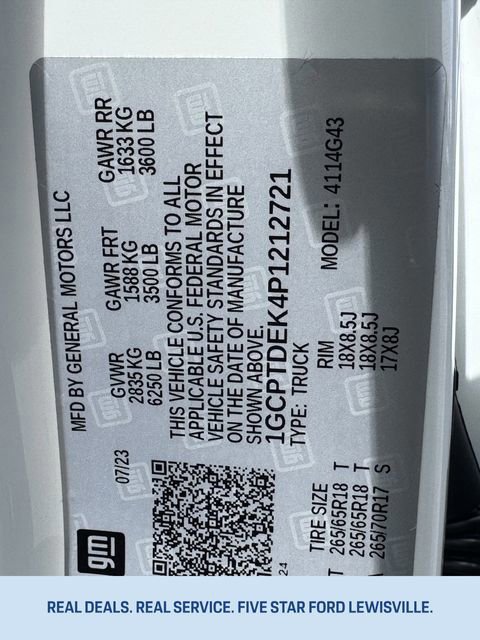 MFD BY GENERAL MOTORS LLC
gm
07/23
GVWR GAWR FRT GAWR RR
2835 KG 1588 KG 1633 KG
6250 LB 3500 LB 3600 LB
THIS VEHICLE CONFORMS TO ALL
APPLICABLE U.S. FEDERAL MOTOR
VEHICLE SAFETY STANDARDS IN EFFECT
ON THE DATE OF MANUFACTURE
SHOWN ABOVE.
1GCPTDEK4P1212721
TYPE: TRUCK
24
MODEL: 4114G43
TIRE SIZE RIM
T 265/65R18 T 18X8.5J
265/65R18 T 18X8.5J
265/70R17 S 17X8J
REAL DEALS. REAL SERVICE. FIVE STAR FORD LEWISVILLE.